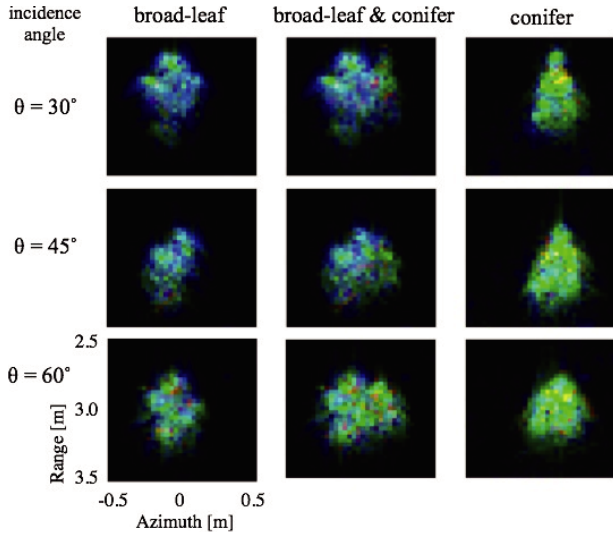 incidence angle
broad-leaf
broad-leaf & conifer
conifer
θ = 30°
θ = 45°
θ = 60°
2.5
3.0
3.5
Range [m]
-0.5
0
0.5
Azimuth [m]